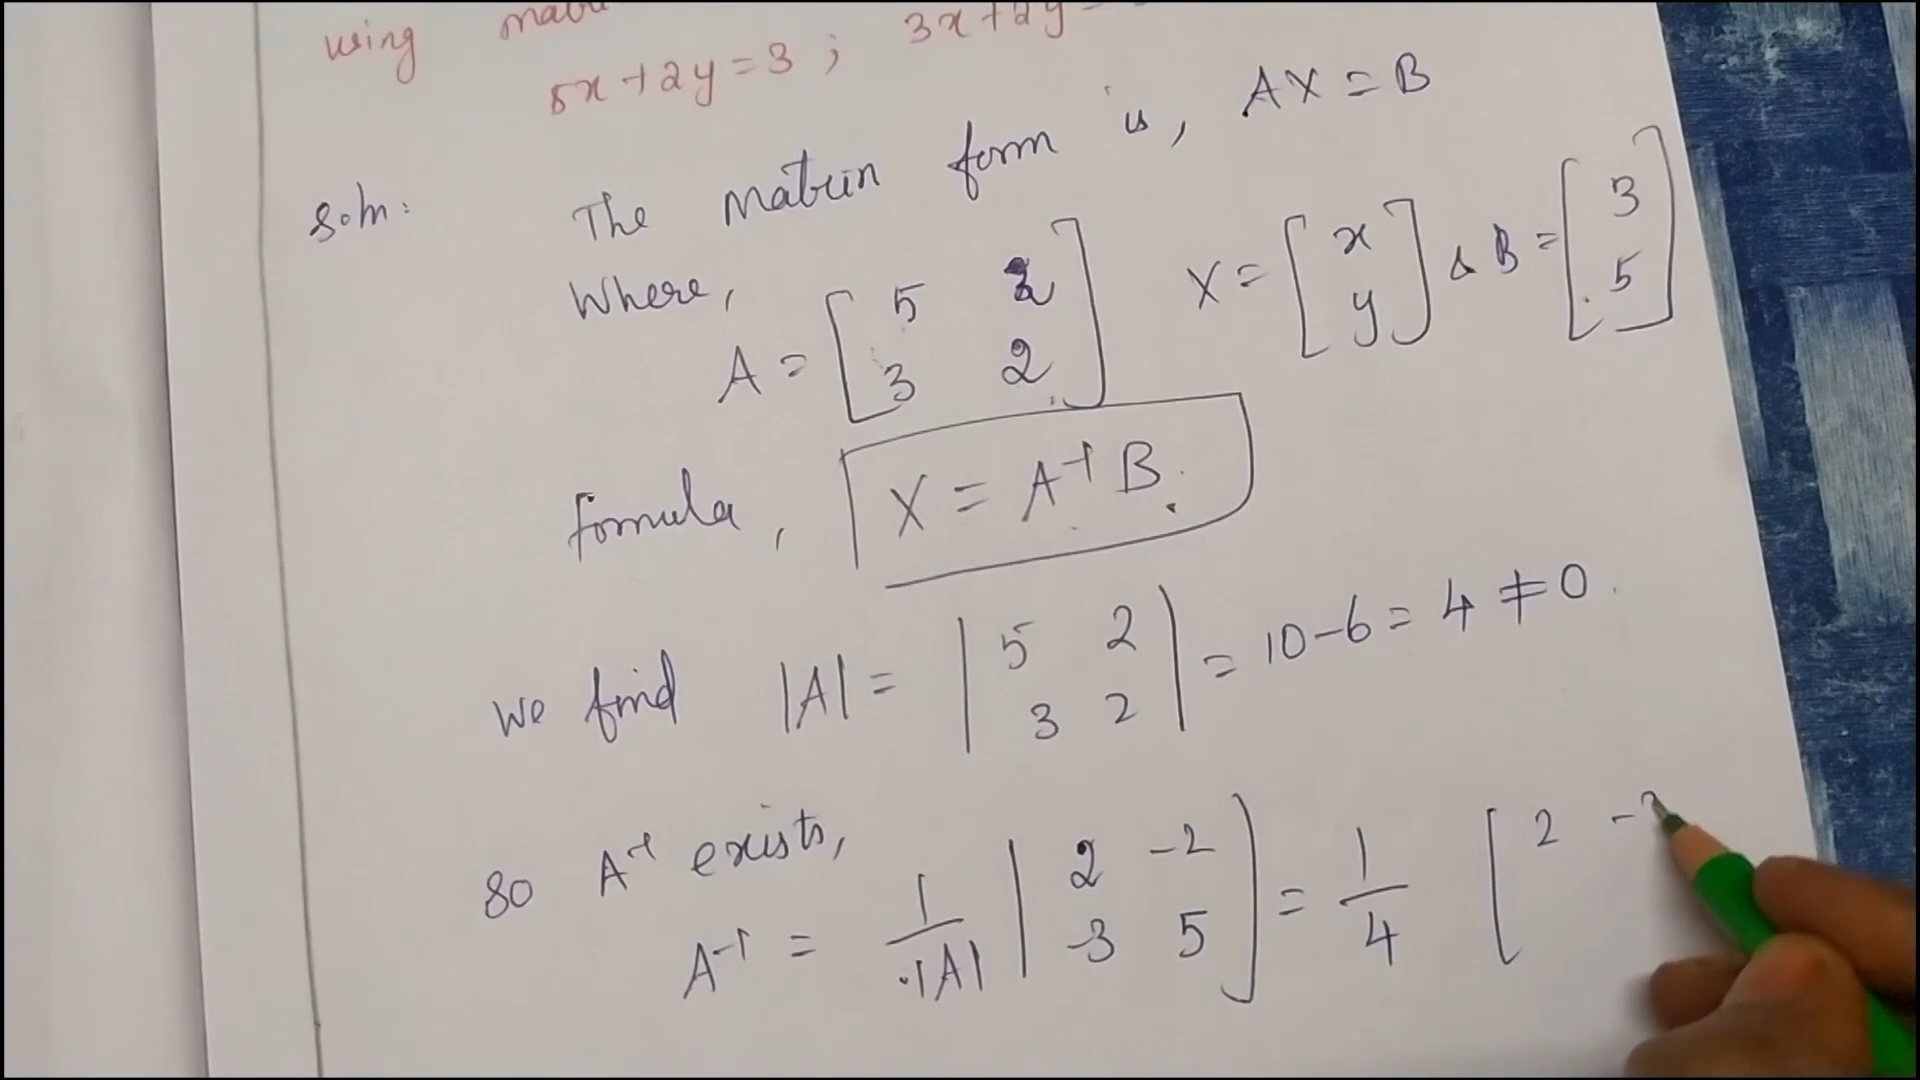 using
5x+2y=3; 3x+2y
Soln: The matrix form is, AX=B
Where,
A = [5 2; 3 2] X = [x; y] & B = [3; 5]
formula, X = A⁻¹B.
We find |A| = |5 2; 3 2| = 10-6 = 4 ≠ 0.
So A⁻¹ exists,
A⁻¹ = 1/|A| |2 -2; -3 5] = 1/4 [2 -